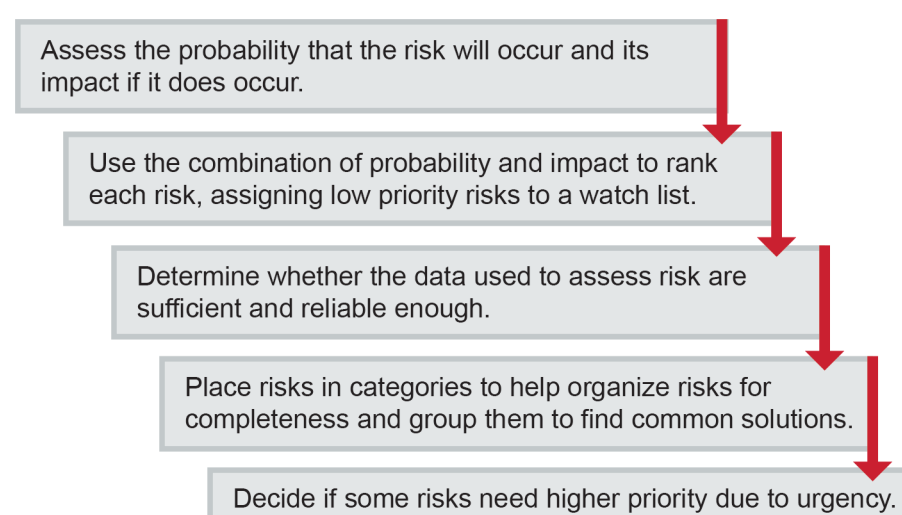 Assess the probability that the risk will occur and its
impact if it does occur.
Use the combination of probability and impact to rank
each risk, assigning low priority risks to a watch list.
Determine whether the data used to assess risk are
sufficient and reliable enough.
Place risks in categories to help organize risks for
completeness and group them to find common solutions.
Decide if some risks need higher priority due to urgency.